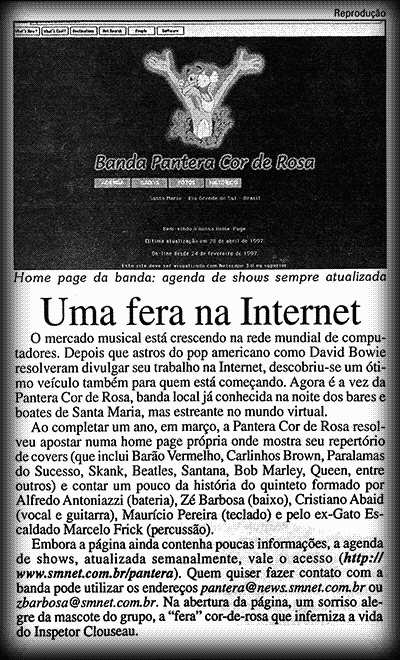 Reprodução
What's New? What's Cool? Destinations Net Search People Software
Banda Pantera Cor de Rosa
AGENDA DADOS FOTOS HISTÓRICO
Santa Maria - Rio Grande do Sul - Brasil
Bem-vindo à nossa Home-Page
Última atualização em 28 de abril de 1997.
On-line desde 24 de fevereiro de 1997.
Este site deve ser visualizado com Netscape 3.0 ou superior
Home page da banda: agenda de shows sempre atualizada
Uma fera na Internet
O mercado musical está crescendo na rede mundial de compu-
tadores. Depois que astros do pop americano como David Bowie
resolveram divulgar seu trabalho na Internet, descobriu-se um óti-
mo veículo também para quem está começando. Agora é a vez da
Pantera Cor de Rosa, banda local já conhecida na noite dos bares e
boates de Santa Maria, mas estreante no mundo virtual.
Ao completar um ano, em março, a Pantera Cor de Rosa resol-
veu apostar numa home page própria onde mostra seu repertório
de covers (que inclui Barão Vermelho, Carlinhos Brown, Paralamas
do Sucesso, Skank, Beatles, Santana, Bob Marley, Queen, entre
outros) e contar um pouco da história do quinteto formado por
Alfredo Antoniazzi (bateria), Zé Barbosa (baixo), Cristiano Abaid
(vocal e guitarra), Maurício Pereira (teclado) e pelo ex-Gato Es-
caldado Marcelo Frick (percussão).
Embora a página ainda contenha poucas informações, a agenda
de shows, atualizada semanalmente, vale o acesso (http://
www.smnet.com.br/pantera). Quem quiser fazer contato com a
banda pode utilizar os endereços pantera@news.smnet.com.br ou
zbarbosa@smnet.com.br. Na abertura da página, um sorriso ale-
gre da mascote do grupo, a “fera” cor-de-rosa que inferniza a vida
do Inspetor Clouseau.